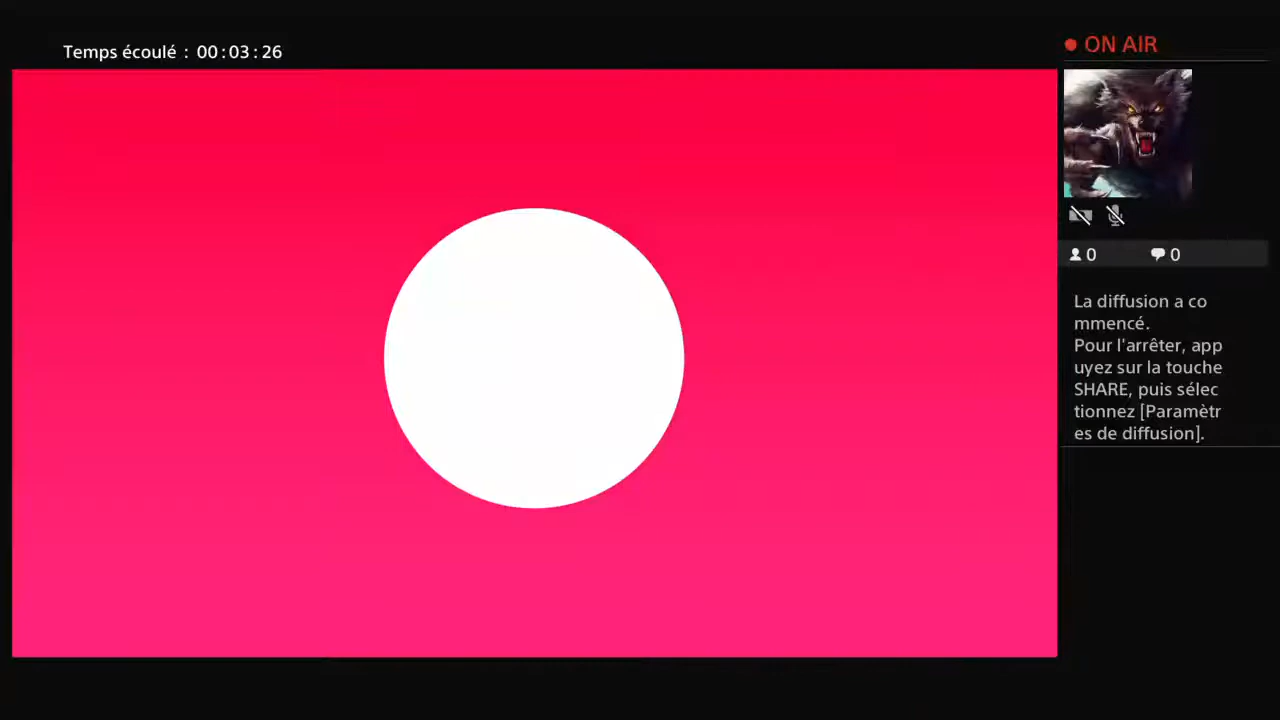 Temps écoulé : 00:03:26
ON AIR
0 0
La diffusion a co
mmencé.
Pour l'arrêter, app
uyez sur la touche
SHARE, puis sélec
tionnez [Paramètr
es de diffusion].